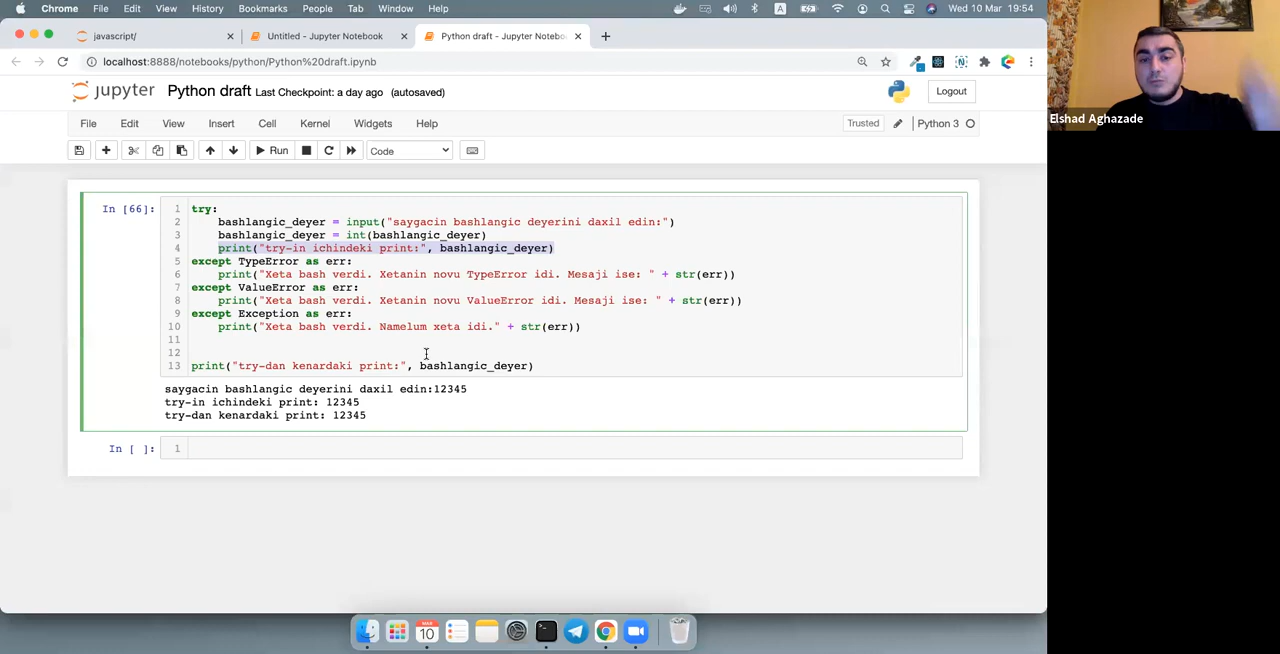 Chrome File Edit View History Bookmarks People Tab Window Help A Wed 10 Mar 19:54
javascript/ Untitled - Jupyter Notebook Python draft - Jupyter Notebo
localhost:8888/notebooks/python/Python%20draft.ipynb
jupyter Python draft Last Checkpoint: a day ago (autosaved) Logout
File Edit View Insert Cell Kernel Widgets Help Trusted Python 3
Run Code
In [66]:
1 try:
2 bashlangic_deyer = input("saygacin bashlangic deyerini daxil edin:")
3 bashlangic_deyer = int(bashlangic_deyer)
4 print("try-in ichindeki print:", bashlangic_deyer)
5 except TypeError as err:
6 print("Xeta bash verdi. Xetanin novu TypeError idi. Mesaji ise: " + str(err))
7 except ValueError as err:
8 print("Xeta bash verdi. Xetanin novu ValueError idi. Mesaji ise: " + str(err))
9 except Exception as err:
10 print("Xeta bash verdi. Namelum xeta idi." + str(err))
11
12
13 print("try-dan kenardaki print:", bashlangic_deyer)
saygacin bashlangic deyerini daxil edin:12345
try-in ichindeki print: 12345
try-dan kenardaki print: 12345
In [ ]: 1
Elshad Aghazade
10